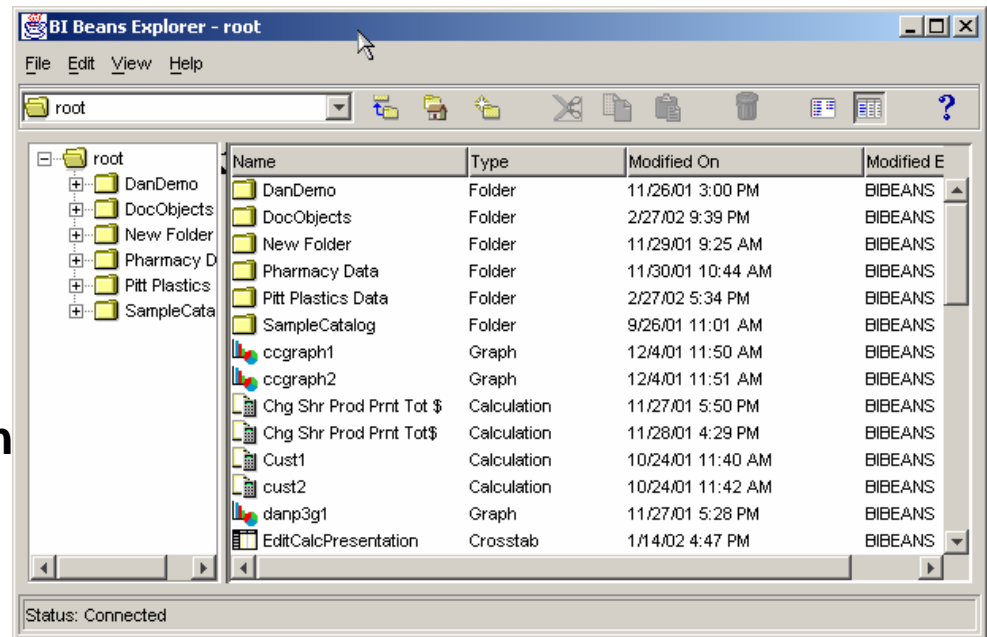 BI Beans Explorer - root
File Edit View Help
root
root
DanDemo
DocObjects
New Folder
Pharmacy D
Pitt Plastics
SampleCata
Name Type Modified On Modified E
DanDemo Folder 11/26/01 3:00 PM BIBEANS
DocObjects Folder 2/27/02 9:39 PM BIBEANS
New Folder Folder 11/29/01 9:25 AM BIBEANS
Pharmacy Data Folder 11/30/01 10:44 AM BIBEANS
Pitt Plastics Data Folder 2/27/02 5:34 PM BIBEANS
SampleCatalog Folder 9/26/01 11:01 AM BIBEANS
ccgraph1 Graph 12/4/01 11:50 AM BIBEANS
ccgraph2 Graph 12/4/01 11:51 AM BIBEANS
Chg Shr Prod Prnt Tot $ Calculation 11/27/01 5:50 PM BIBEANS
Chg Shr Prod Prnt Tot$ Calculation 11/28/01 4:29 PM BIBEANS
Cust1 Calculation 10/24/01 11:40 AM BIBEANS
cust2 Calculation 10/24/01 11:42 AM BIBEANS
danp3g1 Graph 11/27/01 5:28 PM BIBEANS
EditCalcPresentation Crosstab 1/14/02 4:47 PM BIBEANS
Status: Connected